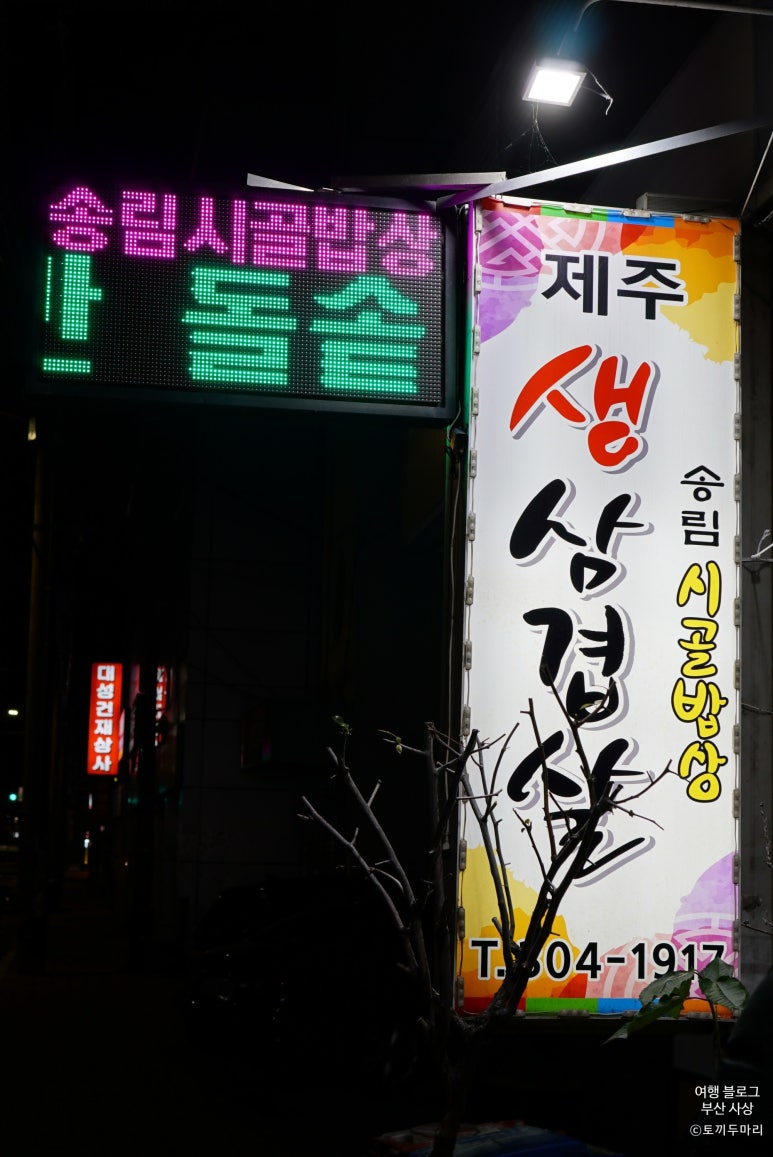 송림시골밥상
돌솥
제주
생삼겹살
송림 시골밥상
T.304-1917
대성건재상사
여행 블로그
부산 사상
©토끼두마리